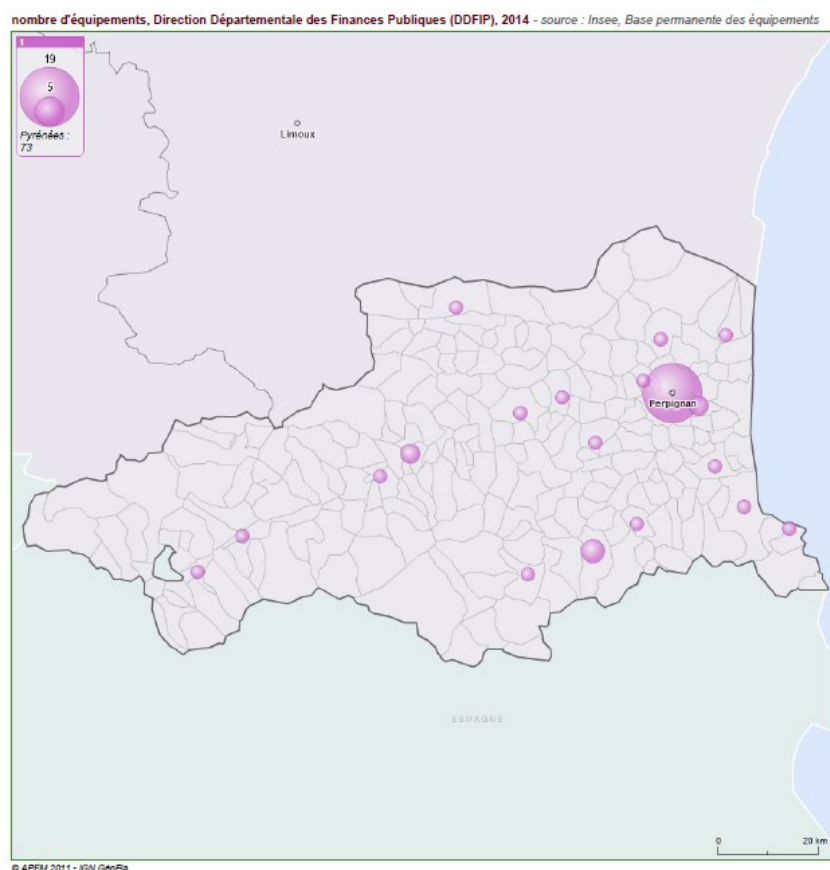 nombre d'équipements, Direction Départementale des Finances Publiques (DDFIP), 2014 - source : Insee, Base permanente des équipements
1
19
5
Pyrénées :
73
Limoux
Perpignan
ESPAGNE
0 20 km
© APEM 2011 - IGN GéoFla